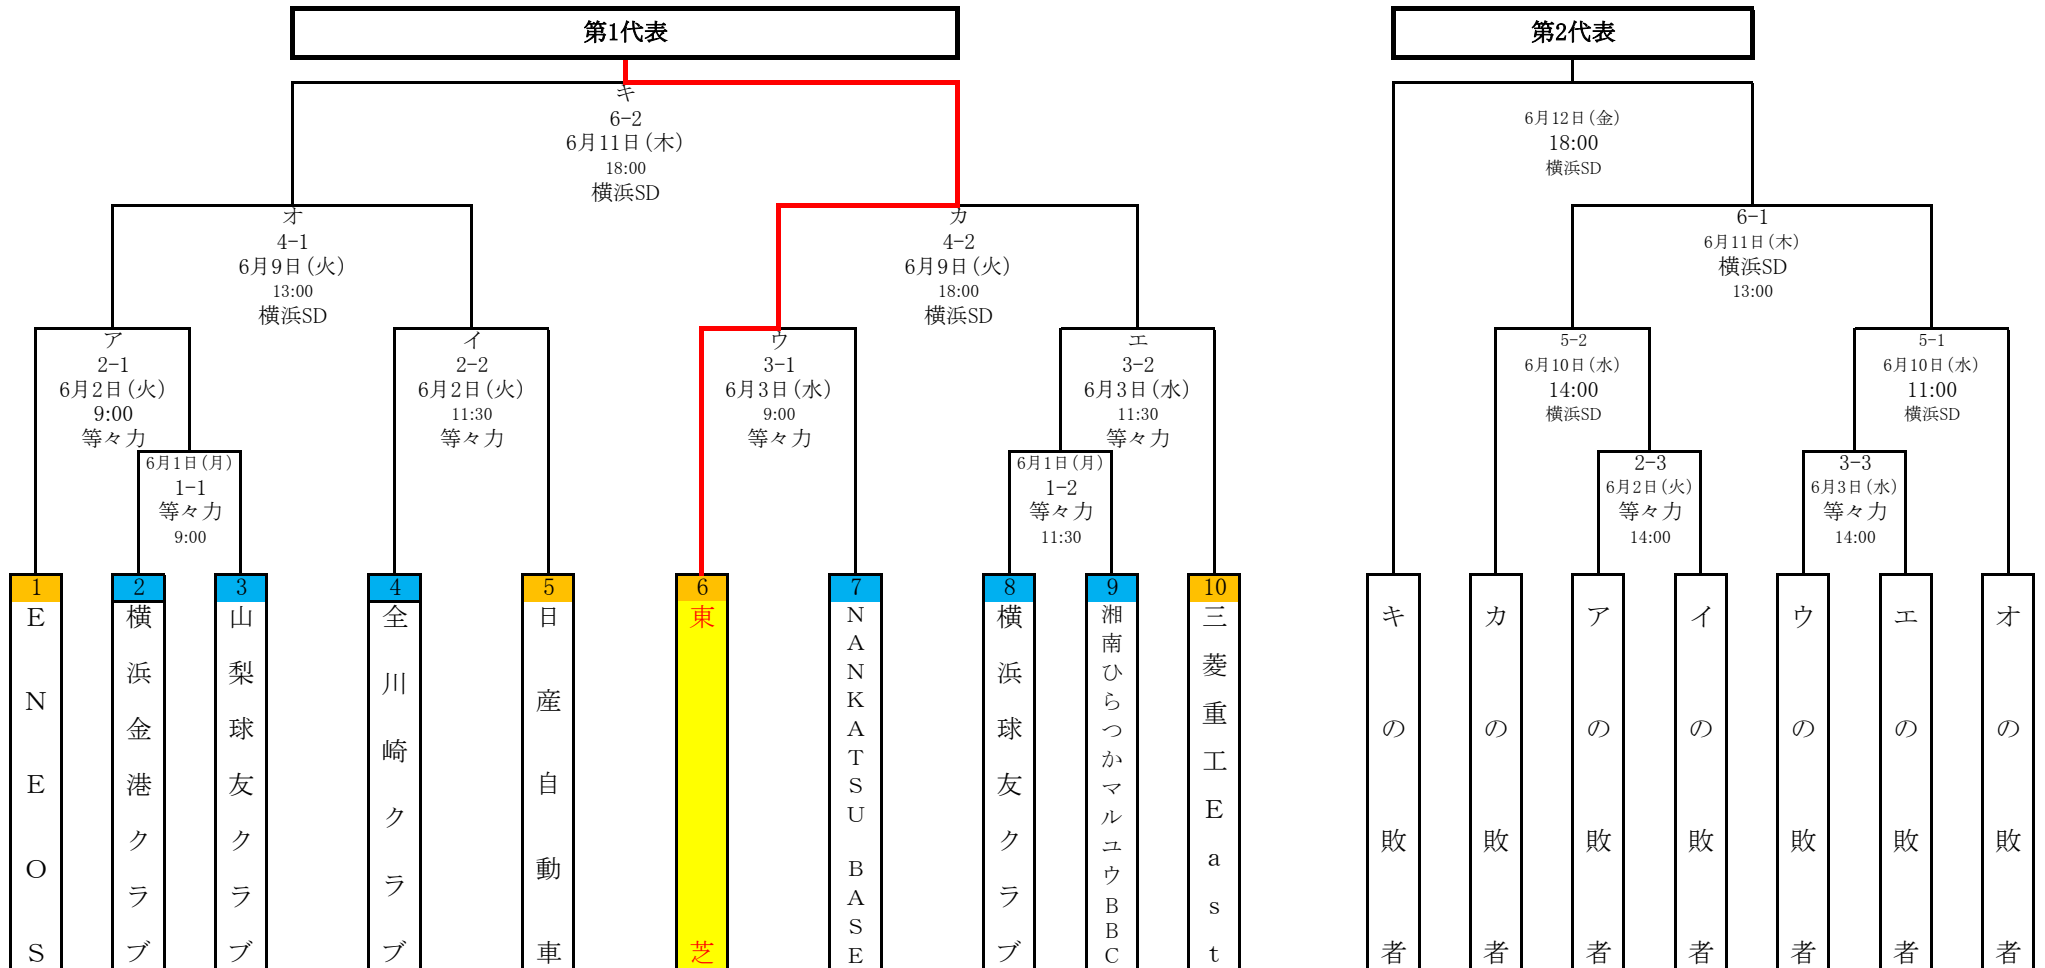 第1代表
第2代表
キ
6-2
6月11日(木)
18:00
横浜SD
6月12日(金)
18:00
横浜SD
オ
4-1
6月9日(火)
13:00
横浜SD
カ
4-2
6月9日(火)
18:00
横浜SD
6-1
6月11日(木)
横浜SD
13:00
ア
2-1
6月2日(火)
9:00
等々力
イ
2-2
6月2日(火)
11:30
等々力
ウ
3-1
6月3日(水)
9:00
等々力
エ
3-2
6月3日(水)
11:30
等々力
5-2
6月10日(水)
14:00
横浜SD
5-1
6月10日(水)
11:00
横浜SD
6月1日(月)
1-1
等々力
9:00
6月1日(月)
1-2
等々力
11:30
2-3
6月2日(火)
等々力
14:00
3-3
6月3日(水)
等々力
14:00
1
ENEOS
2
横浜金港クラブ
3
山梨球友クラブ
4
全川崎クラブ
5
日産自動車
6
東芝
7
NANKATSU BASE
8
横浜球友クラブ
9
湘南ひらつかマルユウBBC
10
三菱重工East
キの敗者
カの敗者
アの敗者
イの敗者
ウの敗者
エの敗者
オの敗者